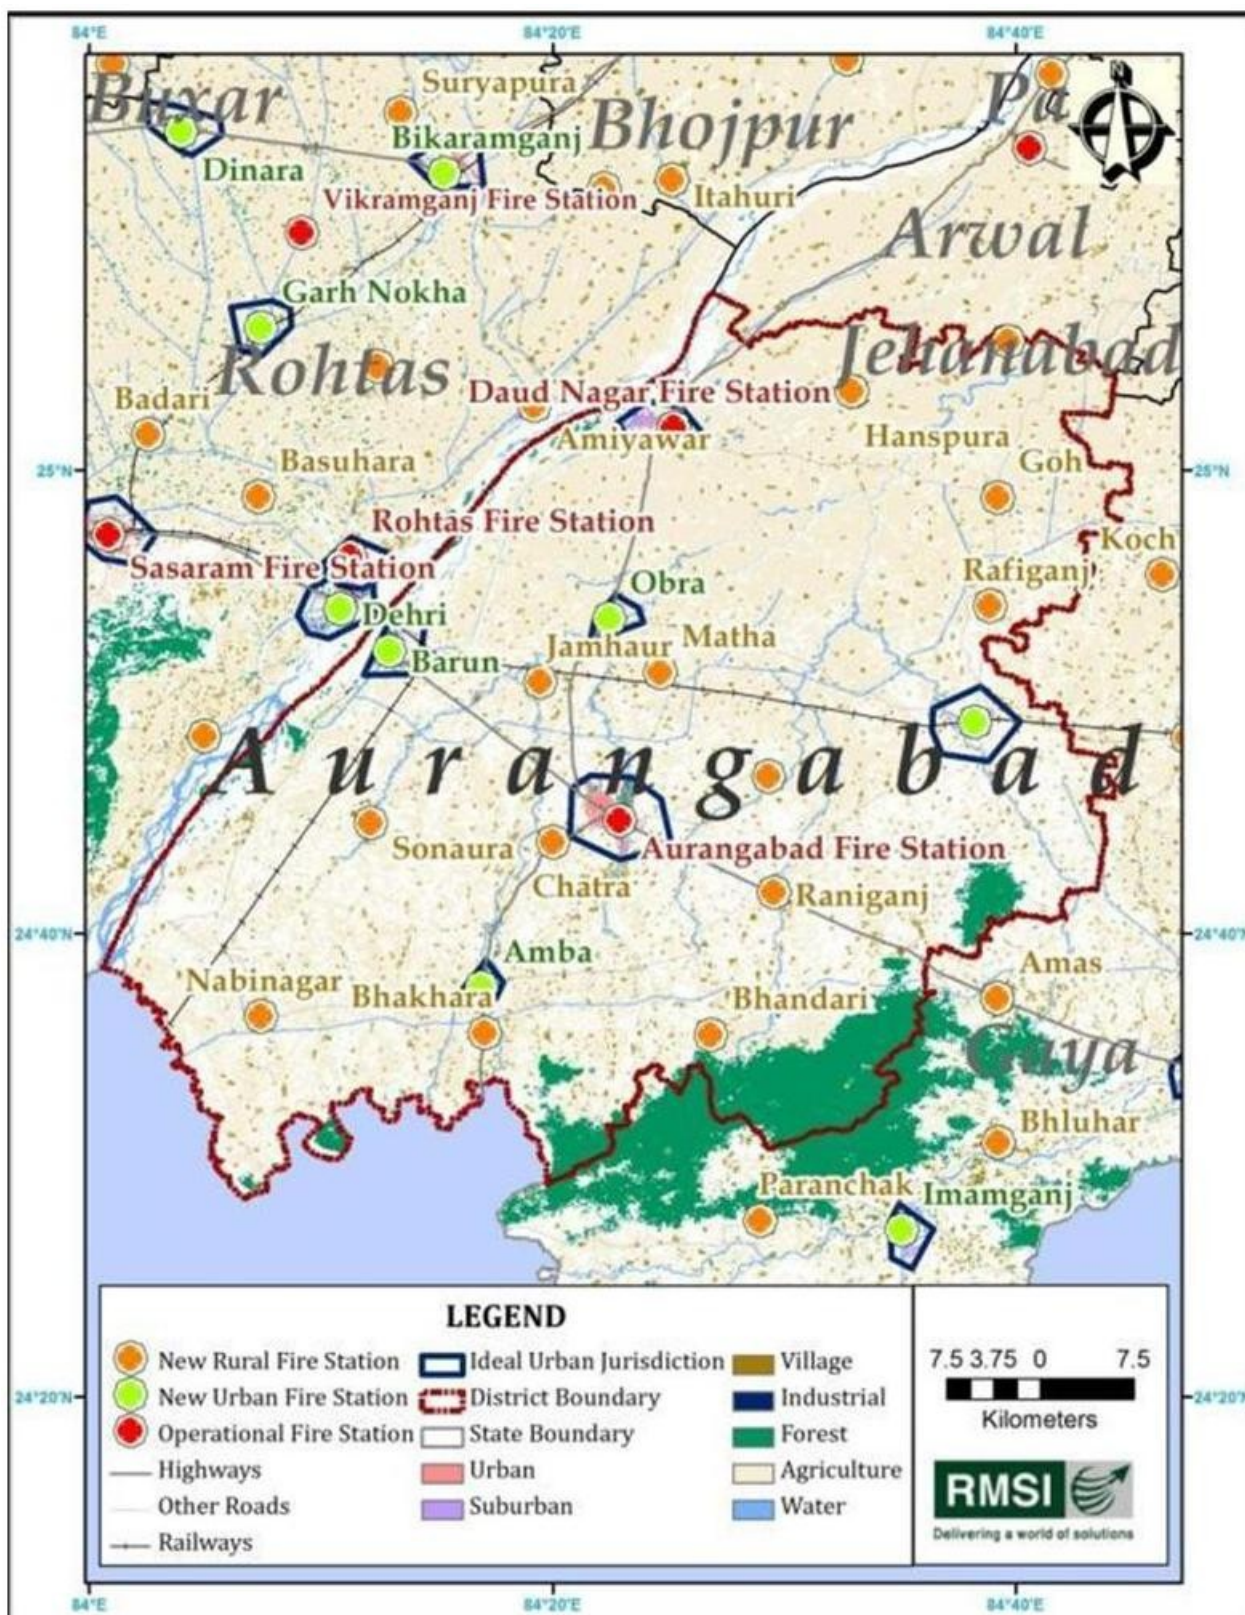 84°E 84°20'E 84°40'E
Buxar
Suryapura
Bhojpur
Pa
N
Bikaramganj
Dinara
Vikramganj Fire Station
Itahuri
Arwal
Garh Nokha
Rohtas
Jehanabad
Badari
Daud Nagar Fire Station
Amiyawar
Hanspura
Basuhara
Goh
25°N 25°N
Rohtas Fire Station
Koch
Sasaram Fire Station
Rafiganj
Obra
Dehri
Jamhaur Matha
Barun
Aurangabad
Sonaura
Aurangabad Fire Station
Chatra
Raniganj
24°40'N 24°40'N
Amba
Amas
Nabinagar
Bhakhara
Bhandari
Gaya
Bhluhar
Paranchak
Imamganj
LEGEND
New Rural Fire Station
New Urban Fire Station
Operational Fire Station
Highways
Other Roads
Railways
Ideal Urban Jurisdiction
District Boundary
State Boundary
Urban
Suburban
Village
Industrial
Forest
Agriculture
Water
7.5 3.75 0 7.5
Kilometers
24°20'N 24°20'N
RMSI
Delivering a world of solutions
84°E 84°20'E 84°40'E